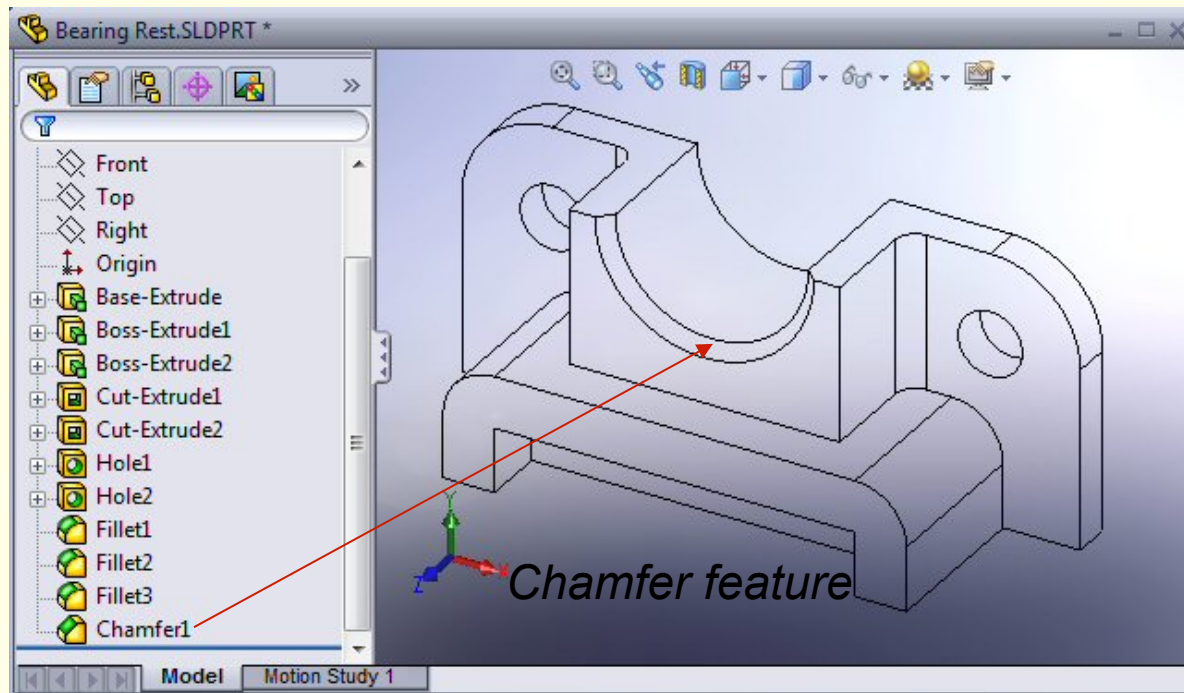 Bearing Rest.SLDPRT *
Front
Top
Right
Origin
Base-Extrude
Boss-Extrude1
Boss-Extrude2
Cut-Extrude1
Cut-Extrude2
Hole1
Hole2
Fillet1
Fillet2
Fillet3
Chamfer1
Y
X
Z
Chamfer feature
Model
Motion Study 1